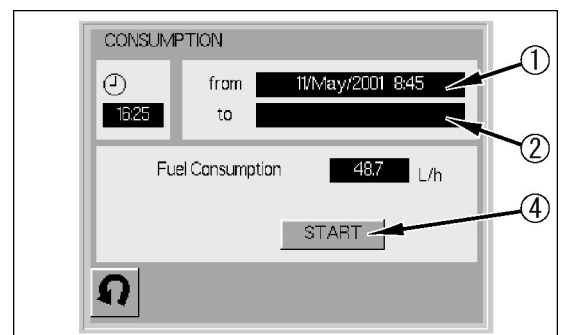 CONSUMPTION
from 11/May/2001 8:45 ①
16:25 to ②
Fuel Consumption 48.7 L/h
START ④